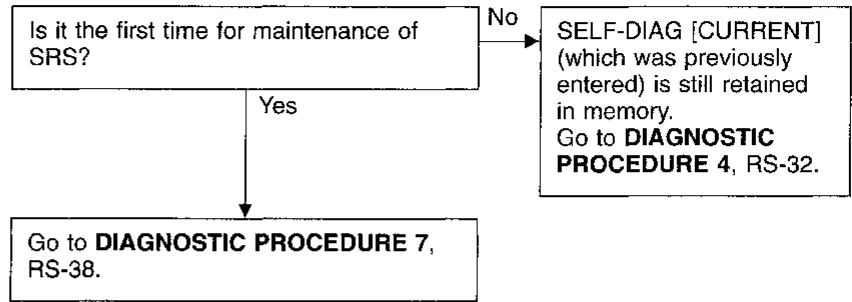 Is it the first time for maintenance of
SRS?
No
SELF-DIAG [CURRENT]
(which was previously
entered) is still retained
in memory.
Go to DIAGNOSTIC
PROCEDURE 4, RS-32.
Yes
Go to DIAGNOSTIC PROCEDURE 7,
RS-38.